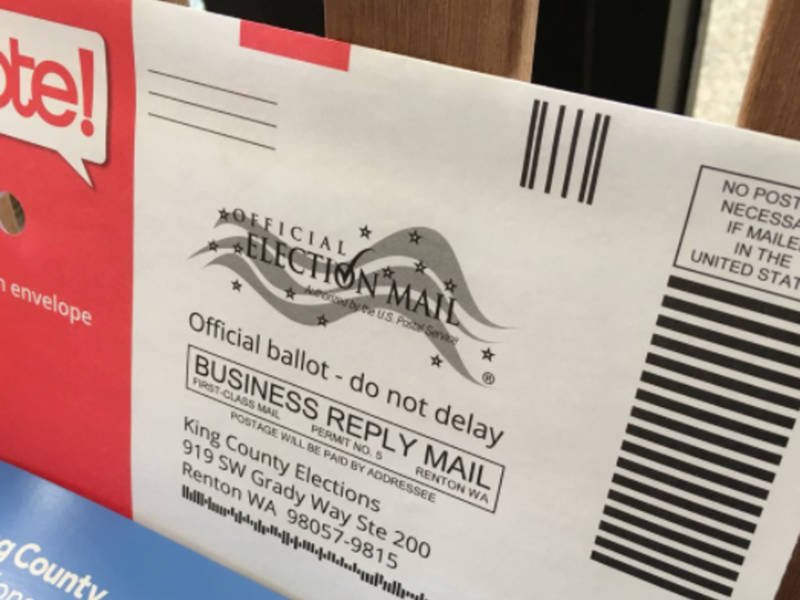 ote!
n envelope
OFFICIAL
ELECTION MAIL
Authorized by the U.S. Postal Service
®
NO POST
NECESSA
IF MAILE
IN THE
UNITED STAT
Official ballot - do not delay
BUSINESS REPLY MAIL
FIRST-CLASS MAIL PERMIT NO. 5 RENTON WA
POSTAGE WILL BE PAID BY ADDRESSEE
King County Elections
919 SW Grady Way Ste 200
Renton WA 98057-9815
g County